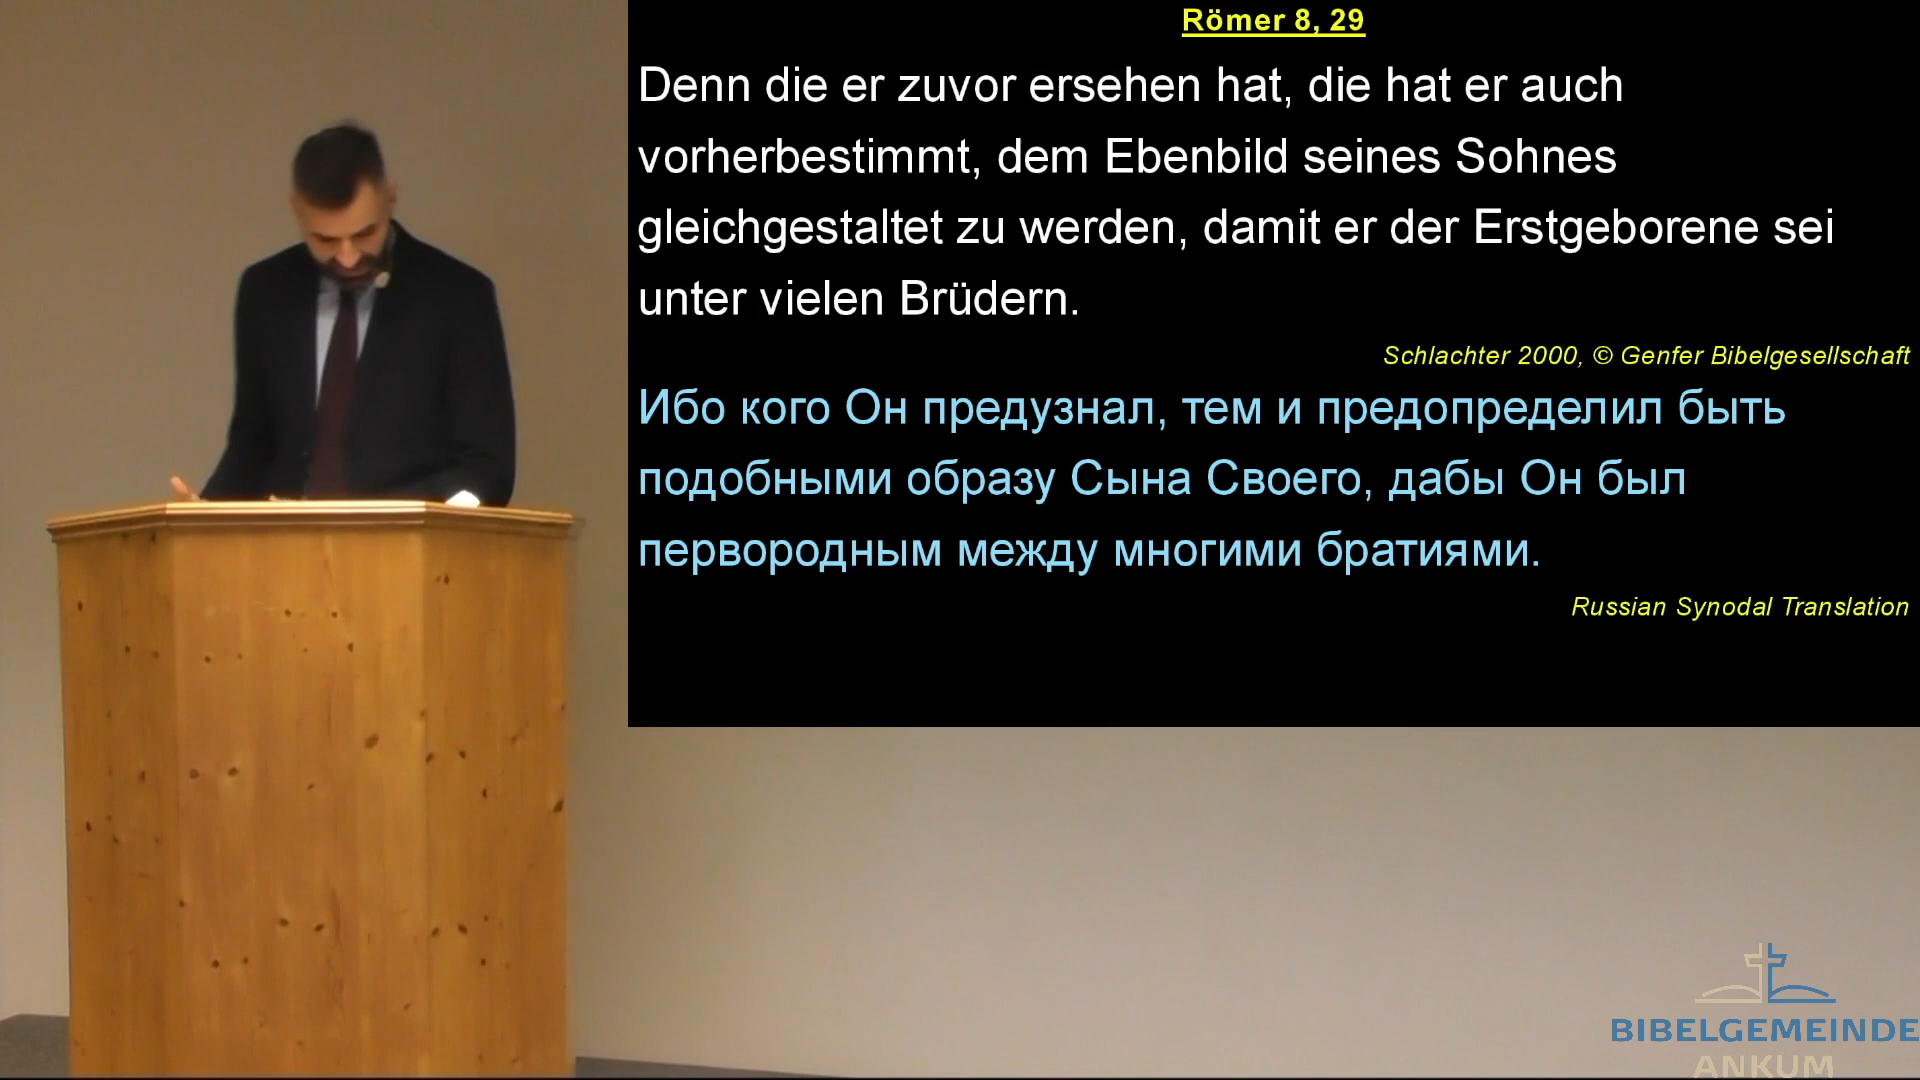 Römer 8, 29
Denn die er zuvor ersehen hat, die hat er auch
vorherbestimmt, dem Ebenbild seines Sohnes
gleichgestaltet zu werden, damit er der Erstgeborene sei
unter vielen Brüdern.
Schlachter 2000, © Genfer Bibelgesellschaft
Ибо кого Он предузнал, тем и предопределил быть
подобными образу Сына Своего, дабы Он был
первородным между многими братиями.
Russian Synodal Translation
BIBELGEMEINDE
ANKUM